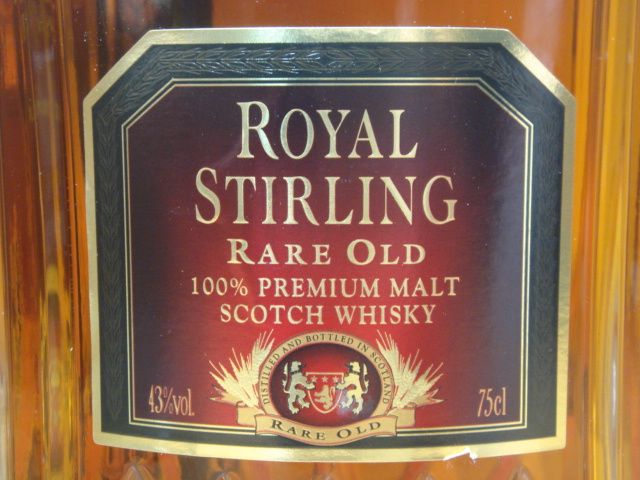 ROYAL
STIRLING
RARE OLD
100% PREMIUM MALT
SCOTCH WHISKY
DISTILLED AND BOTTLED IN SCOTLAND
43%vol.
75cl
RARE OLD